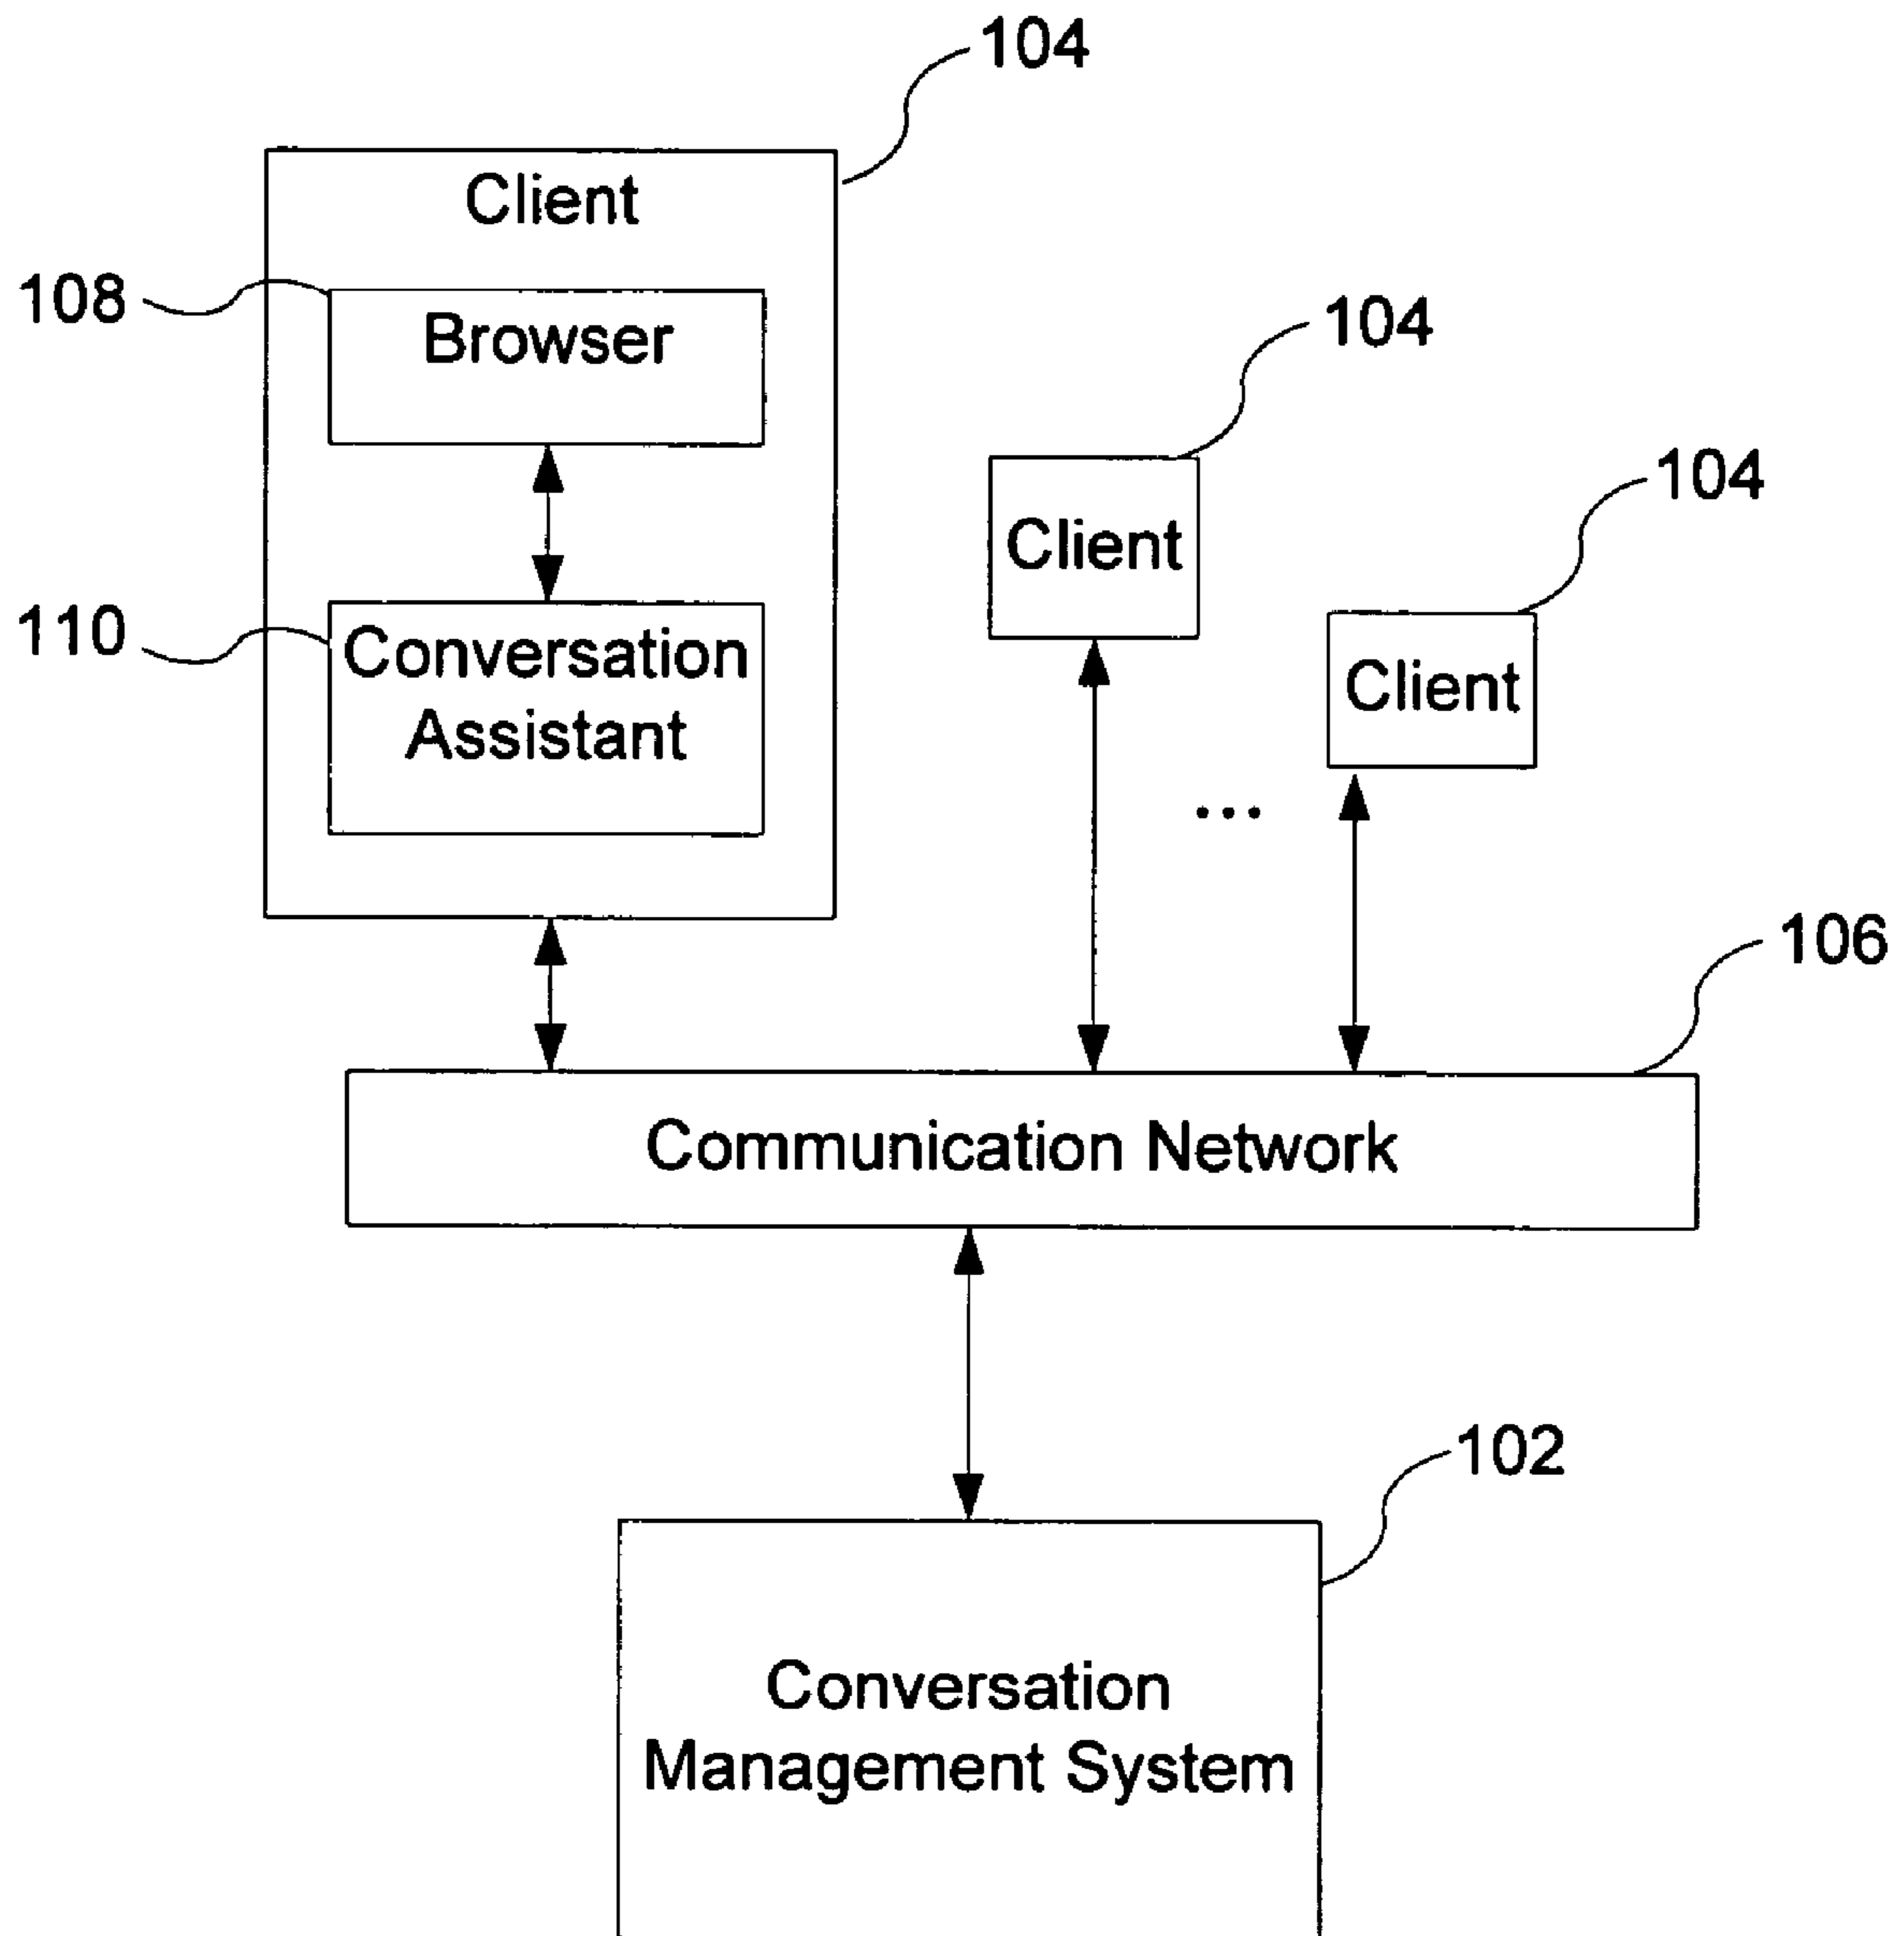 104
Client
108
Browser
104
104
Client
110
Conversation
Assistant
Client
...
106
Communication Network
102
Conversation
Management System